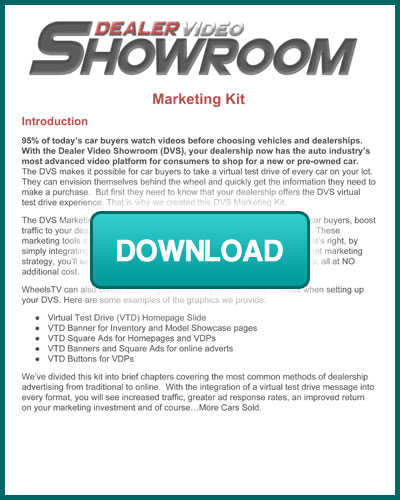 DEALER VIDEO
SHOWROOM
Marketing Kit
Introduction
95% of today's car buyers watch videos before choosing vehicles and dealerships.
With the Dealer Video Showroom (DVS), your dealership now has the auto industry's
most advanced video platform for consumers to shop for a new or pre-owned car.
The DVS makes it possible for car buyers to take a virtual test drive of every car on your lot.
They can envision themselves behind the wheel and quickly get the information they need to
make a purchase. But first they need to know that your dealership offers the DVS virtual
test drive experience. That is why we created this DVS Marketing Kit.
The DVS Marketin car buyers, boost
traffic to your dea These
marketing tools a t's right, by
simply integrating nt marketing
strategy, you'll se s, all at NO
additional cost.
DOWNLOAD
WheelsTV can when setting up
your DVS. Here are some examples of the graphics we provide.
● Virtual Test Drive (VTD) Homepage Slide
● VTD Banner for Inventory and Model Showcase pages
● VTD Square Ads for Homepages and VDPs
● VTD Banners and Square Ads for online adverts
● VTD Buttons for VDPs
We've divided this kit into brief chapters covering the most common methods of dealership
advertising from traditional to online. With the integration of a virtual test drive message into
every format, you will see increased traffic, greater ad response rates, an improved return
on your marketing investment and of course…More Cars Sold.